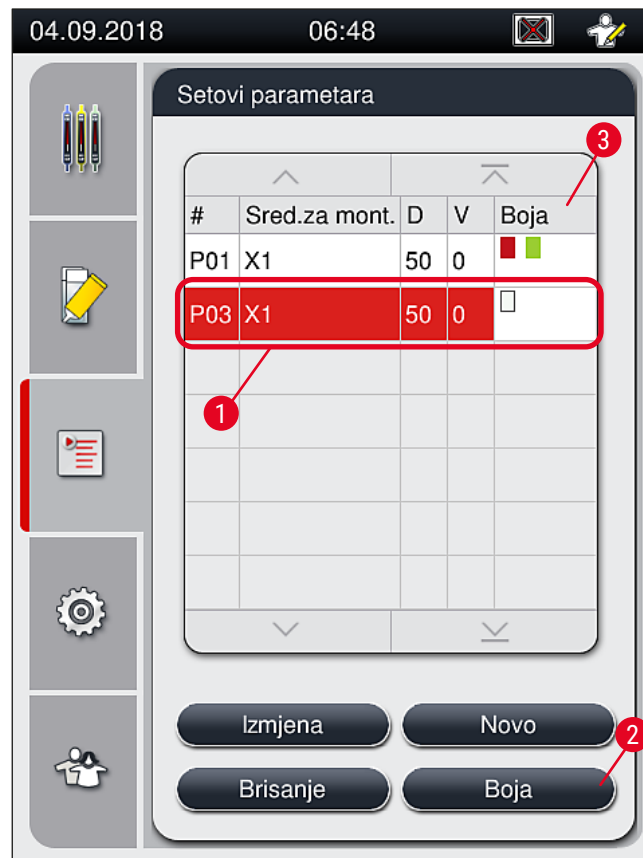 04.09.2018 06:48
Setovi parametara
3
# Sred.za mont. D V Boja
P01 X1 50 0
P03 X1 50 0
1
Izmjena Novo
2
Brisanje Boja